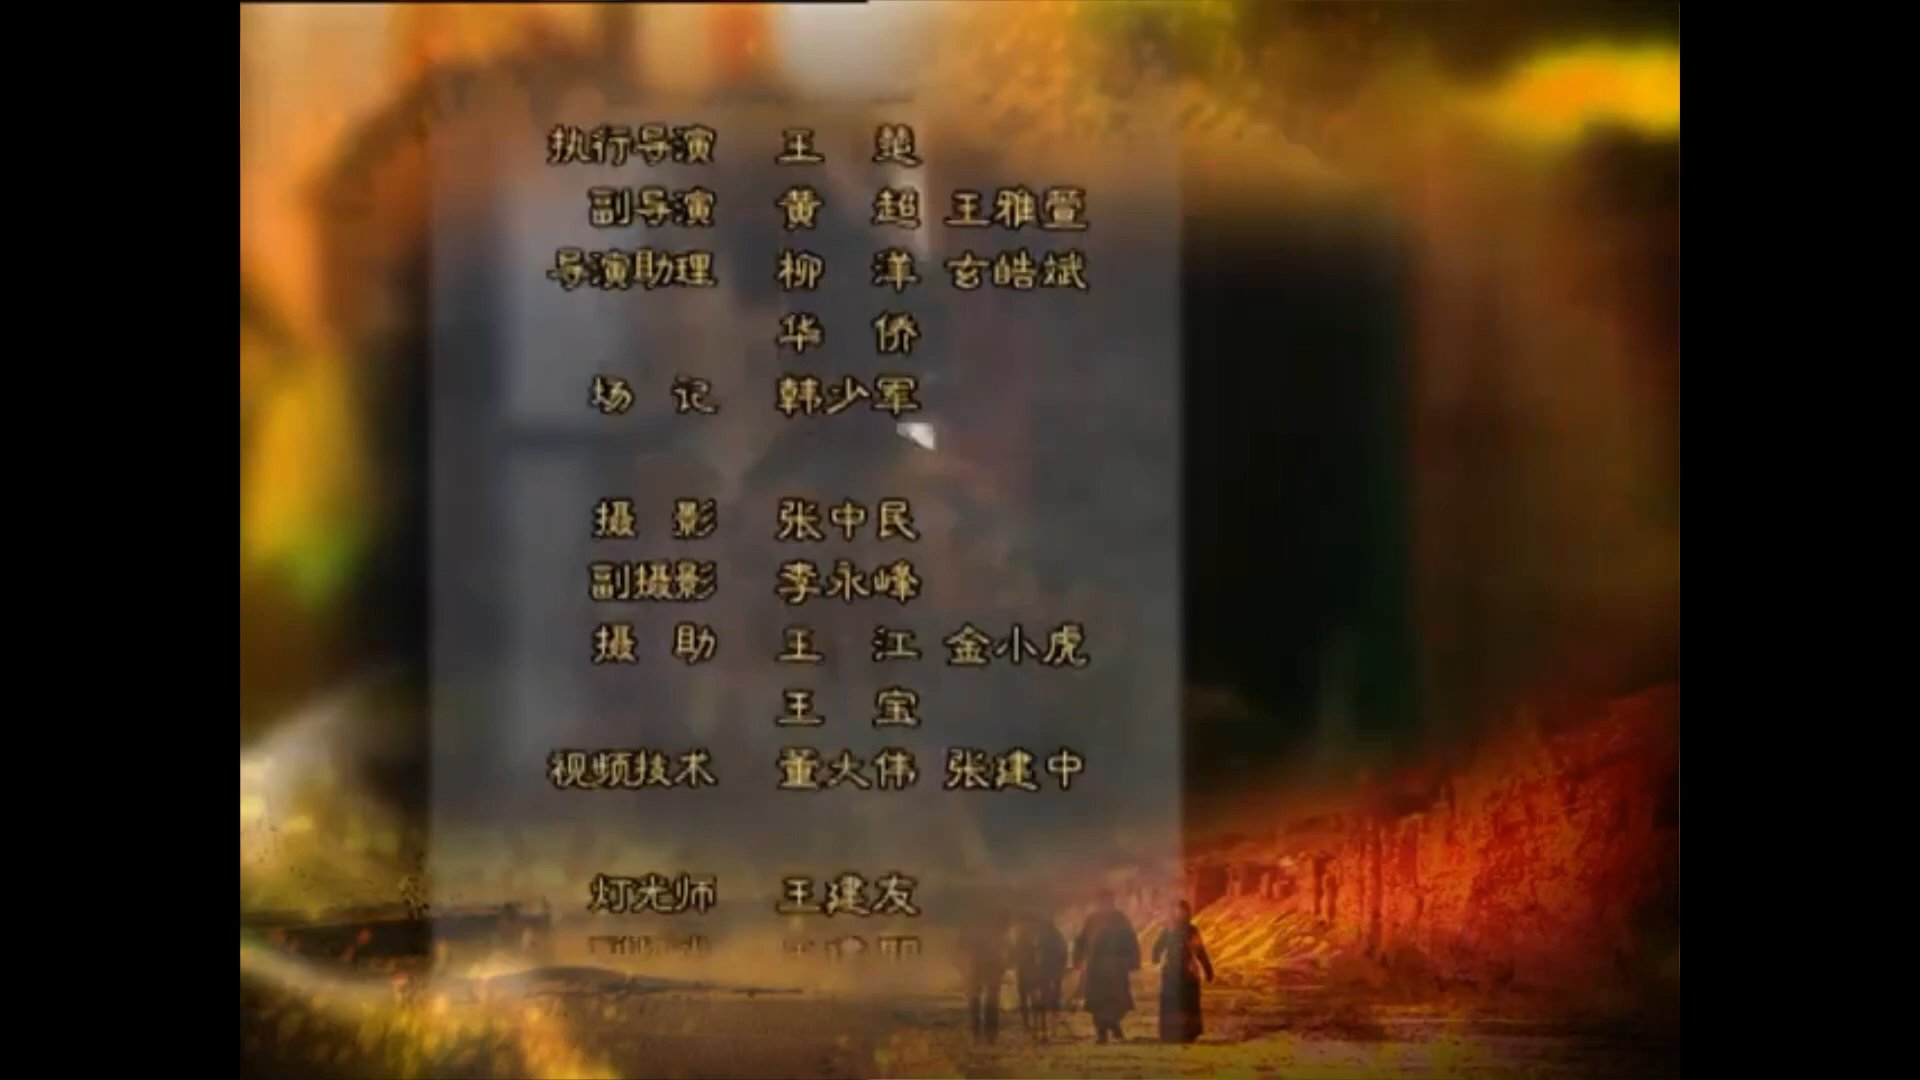 执行导演 王 楚
副导演 黄 超 王雅萱
导演助理 柳 洋 玄皓斌
华 侨
场 记 韩少军
摄 影 张中民
副摄影 李永峰
摄 助 王 江 金小虎
王 宝
视频技术 董大伟 张建中
灯光师 王建友